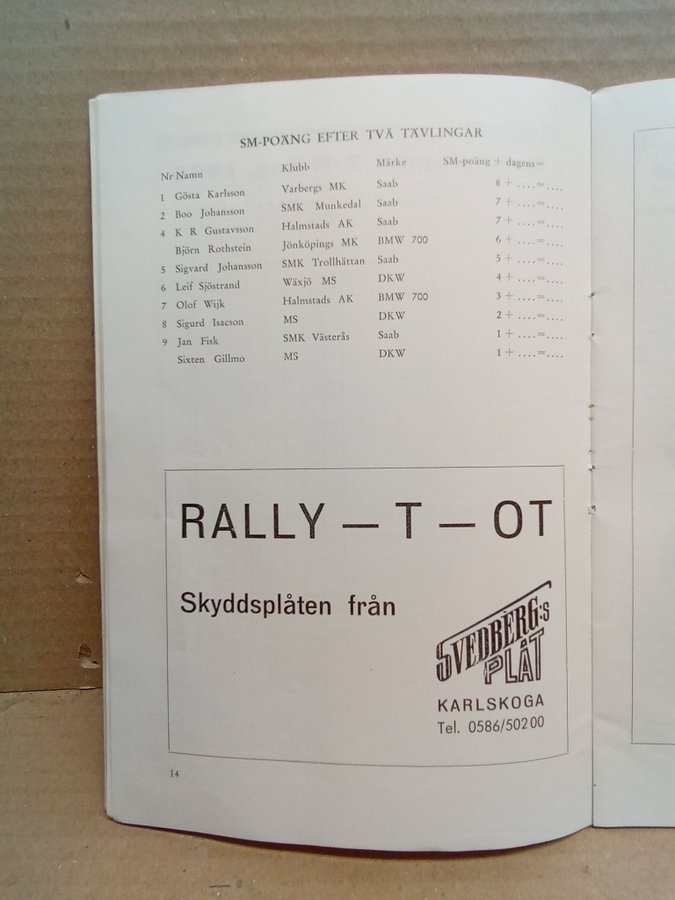 SM-POÄNG EFTER TVÅ TÄVLINGAR
Nr Namn Klubb Märke SM-poäng + dagens=
1 Gösta Karlsson Varbergs MK Saab 8 + ....=....
2 Boo Johansson SMK Munkedal Saab 7 + ....=....
4 K R Gustavsson Halmstads AK Saab 7 + ....=....
Björn Rothstein Jönköpings MK BMW 700 6 + ....=....
5 Sigvard Johansson SMK Trollhättan Saab 5 + ....=....
6 Leif Sjöstrand Wäxjö MS DKW 4 + ....=....
7 Olof Wijk Halmstads AK BMW 700 3 + ....=....
8 Sigurd Isacson MS DKW 2 + ....=....
9 Jan Fisk SMK Västerås Saab 1 + ....=....
Sixten Gillmo MS DKW 1 + ....=....
RALLY — T — OT
Skyddsplåten från
SVEDBERG:s
PLÅT
KARLSKOGA
Tel. 0586/502 00
14